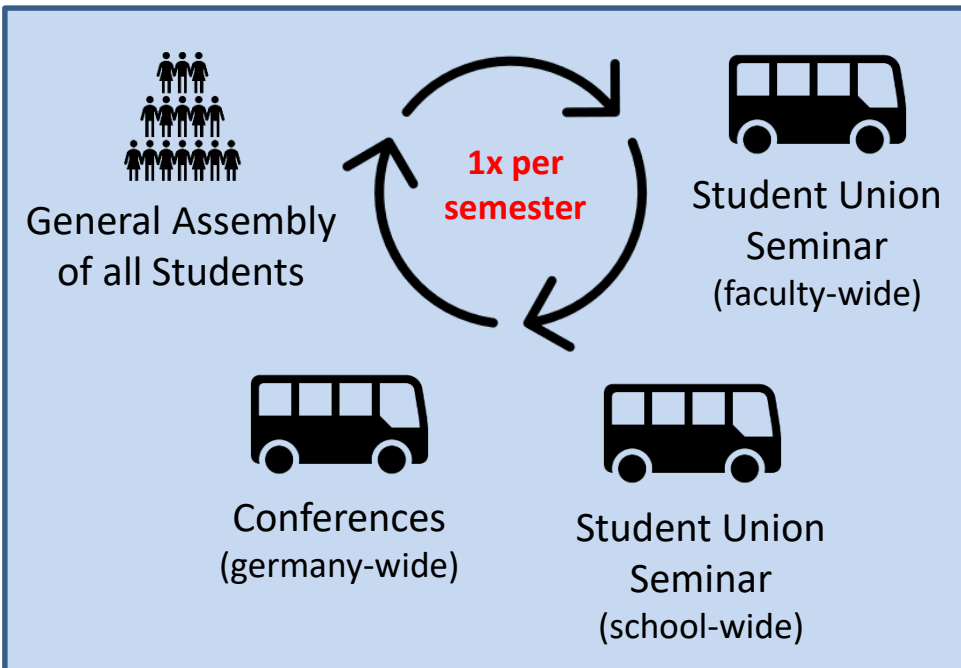 1x per
semester
General Assembly
of all Students
Student Union
Seminar
(faculty-wide)
Conferences
(germany-wide)
Student Union
Seminar
(school-wide)